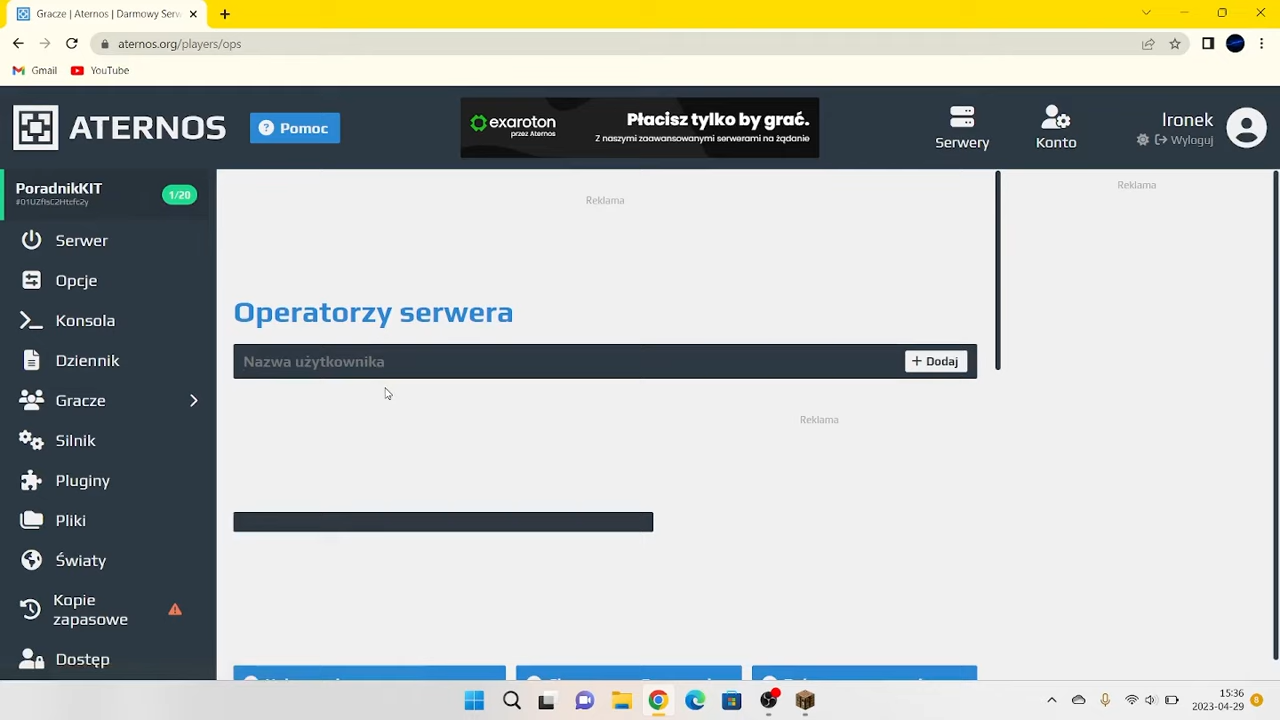 Gracze | Aternos | Darmowy Serw
aternos.org/players/ops
Gmail
YouTube
ATERNOS
Pomoc
exaroton
przez Aternos
Płacisz tylko by grać.
Z naszymi zaawansowanymi serwerami na żądanie
Serwery
Konto
Ironek
Wyloguj
PoradnikKIT
1/20
Reklama
Reklama
Serwer
Opcje
Konsola
Dziennik
Gracze
Silnik
Pluginy
Pliki
Światy
Kopie
zapasowe
Dostęp
Operatorzy serwera
Nazwa użytkownika
+ Dodaj
Reklama
15:36
2023-04-29